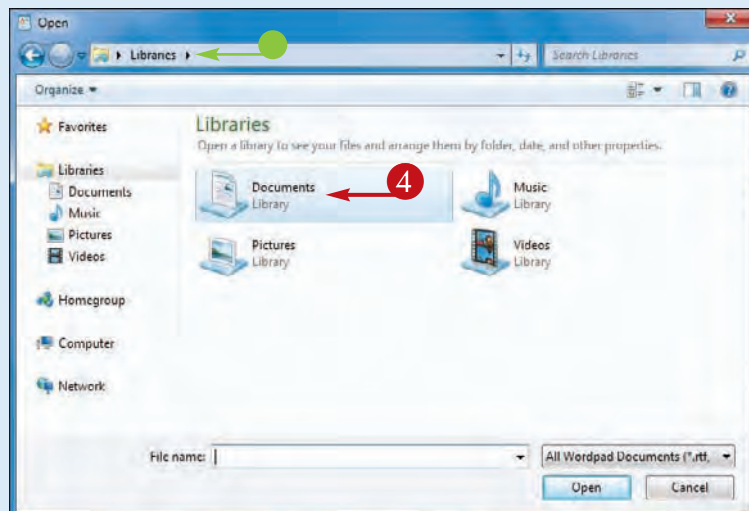 Open
Libraries
Search Libraries
Organize
Favorites
Libraries
Documents
Music
Pictures
Videos
Homegroup
Computer
Network
Libraries
Open a library to see your files and arrange them by folder, date, and other properties.
Documents
Library
4
Music
Library
Pictures
Library
Videos
Library
File name:
All Wordpad Documents (*.rtf,
Open
Cancel